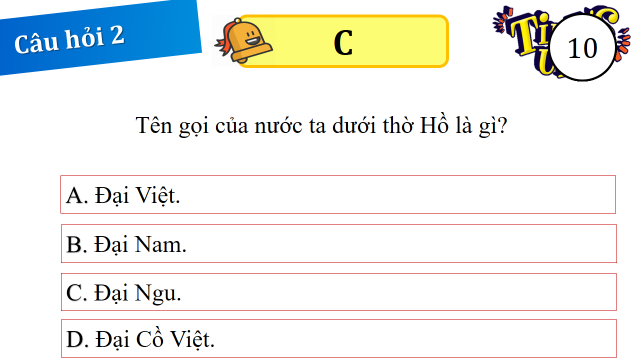 Câu hỏi 2
C
10
Tên gọi của nước ta dưới thờ Hồ là gì?
A. Đại Việt.
B. Đại Nam.
C. Đại Ngu.
D. Đại Cồ Việt.